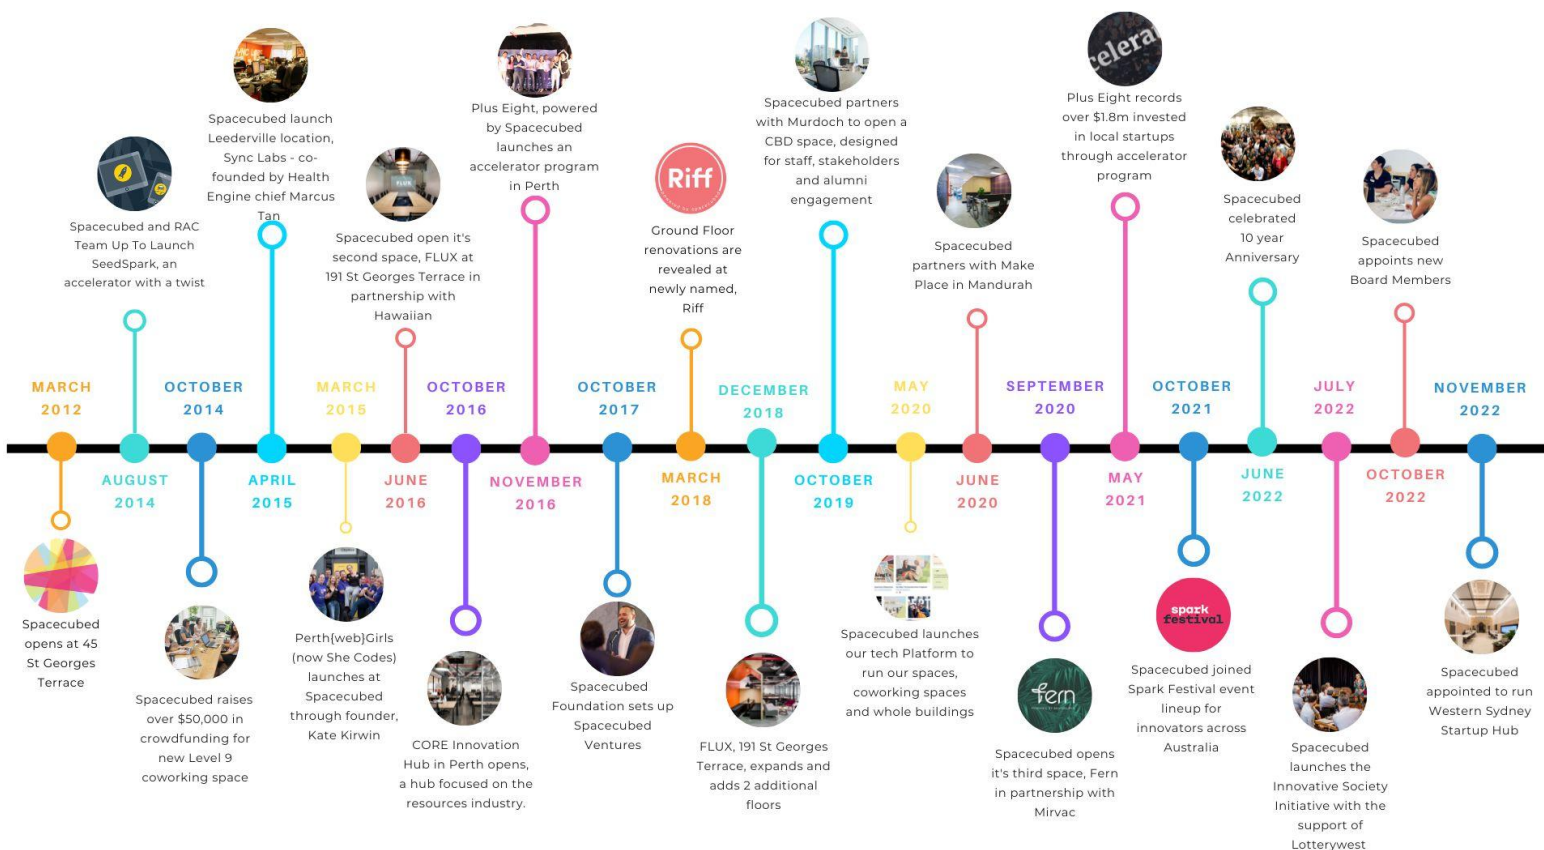 MARCH
2012
Spacecubed
opens at 45
St Georges
Terrace
Spacecubed and RAC
Team Up To Launch
SeedSpark, an
accelerator with a twist
AUGUST
2014
OCTOBER
2014
Spacecubed raises
over $50,000 in
crowdfunding for
new Level 9
coworking space
Spacecubed launch
Leederville location,
Sync Labs - co-
founded by Health
Engine chief Marcus
Tan
APRIL
2015
MARCH
2015
Perth{web}Girls
(now She Codes)
launches at
Spacecubed
through founder,
Kate Kirwin
FLUX
Spacecubed open it's
second space, FLUX at
191 St Georges Terrace in
partnership with
Hawaiian
JUNE
2016
OCTOBER
2016
CORE Innovation
Hub in Perth opens,
a hub focused on the
resources industry.
Plus Eight, powered
by Spacecubed
launches an
accelerator program
in Perth
NOVEMBER
2016
OCTOBER
2017
Spacecubed
Foundation sets up
Spacecubed
Ventures
Riff
Ground Floor
renovations are
revealed at
newly named,
Riff
MARCH
2018
DECEMBER
2018
FLUX, 191 St Georges
Terrace, expands and
adds 2 additional
floors
Spacecubed partners
with Murdoch to open a
CBD space, designed
for staff, stakeholders
and alumni
engagement
OCTOBER
2019
MAY
2020
Spacecubed launches
our tech Platform to
run our spaces,
coworking spaces
and whole buildings
Spacecubed
partners with Make
Place in Mandurah
JUNE
2020
SEPTEMBER
2020
fern
Spacecubed opens
it's third space, Fern
in partnership with
Mirvac
celera
Plus Eight records
over $1.8m invested
in local startups
through accelerator
program
MAY
2021
OCTOBER
2021
spark
festival
Spacecubed joined
Spark Festival event
lineup for
innovators across
Australia
Spacecubed
celebrated
10 year
Anniversary
JUNE
2022
JULY
2022
Spacecubed
launches the
Innovative Society
Initiative with the
support of
Lotterywest
Spacecubed
appoints new
Board Members
OCTOBER
2022
NOVEMBER
2022
Spacecubed
appointed to run
Western Sydney
Startup Hub